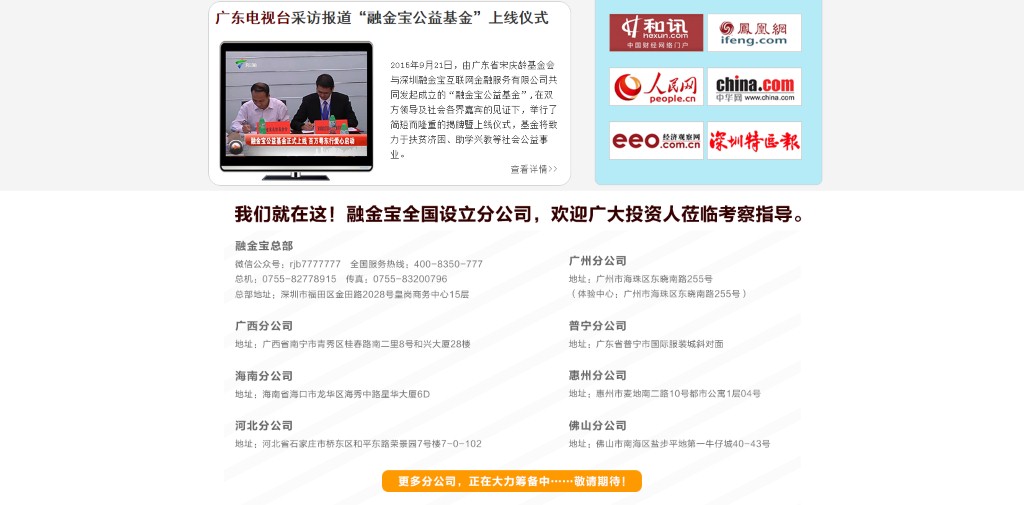 广东电视台采访报道“融金宝公益基金”上线仪式
融金宝公益基金正式上线 百万粤东行爱心启动
2015年9月21日，由广东省宋庆龄基金会
与深圳融金宝互联网金融服务有限公司共
同发起成立的“融金宝公益基金”,在双
方领导及社会各界嘉宾的见证下，举行了
简短而隆重的揭牌暨上线仪式，基金将致
力于扶贫济困、助学兴教等社会公益事
业。
查看详情>>
和讯
hexun.com
中国财经网络门户
鳳凰網
ifeng.com
人民网
people.cn
china.com
中华网 www.china.com
eeo 经济观察网
.com.cn
深圳特區報
我们就在这！融金宝全国设立分公司，欢迎广大投资人莅临考察指导。
融金宝总部
微信公众号：rjb7777777 全国服务热线：400-8350-777
总机：0755-82778915 传真：0755-83200796
总部地址：深圳市福田区金田路2028号皇岗商务中心15层
广州分公司
地址：广州市海珠区东晓南路255号
（体验中心：广州市海珠区东晓南路255号）
广西分公司
地址：广西省南宁市青秀区桂春路南二里8号和兴大厦28楼
普宁分公司
地址：广东省普宁市国际服装城斜对面
海南分公司
地址：海南省海口市龙华区海秀中路星华大厦6D
惠州分公司
地址：惠州市麦地南二路10号都市公寓1层04号
河北分公司
地址：河北省石家庄市桥东区和平东路荣景园7号楼7-0-102
佛山分公司
地址：佛山市南海区盐步平地第一牛仔城40-43号
更多分公司，正在大力筹备中……敬请期待！